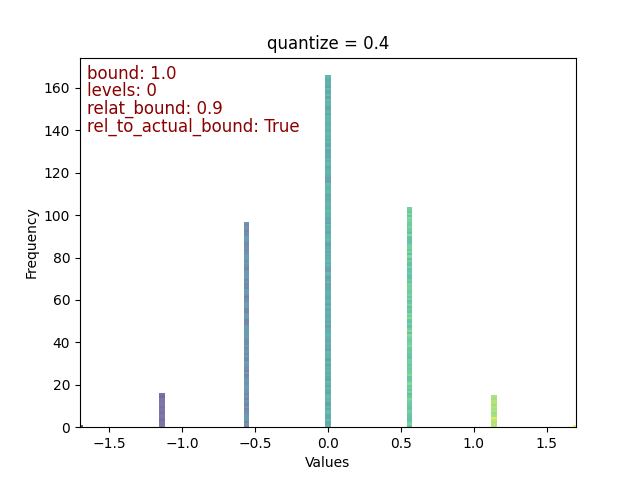 quantize = 0.4
bound: 1.0
levels: 0
relat_bound: 0.9
rel_to_actual_bound: True
160
140
120
100
80
60
40
20
0
Frequency
−1.5 −1.0 −0.5 0.0 0.5 1.0 1.5
Values